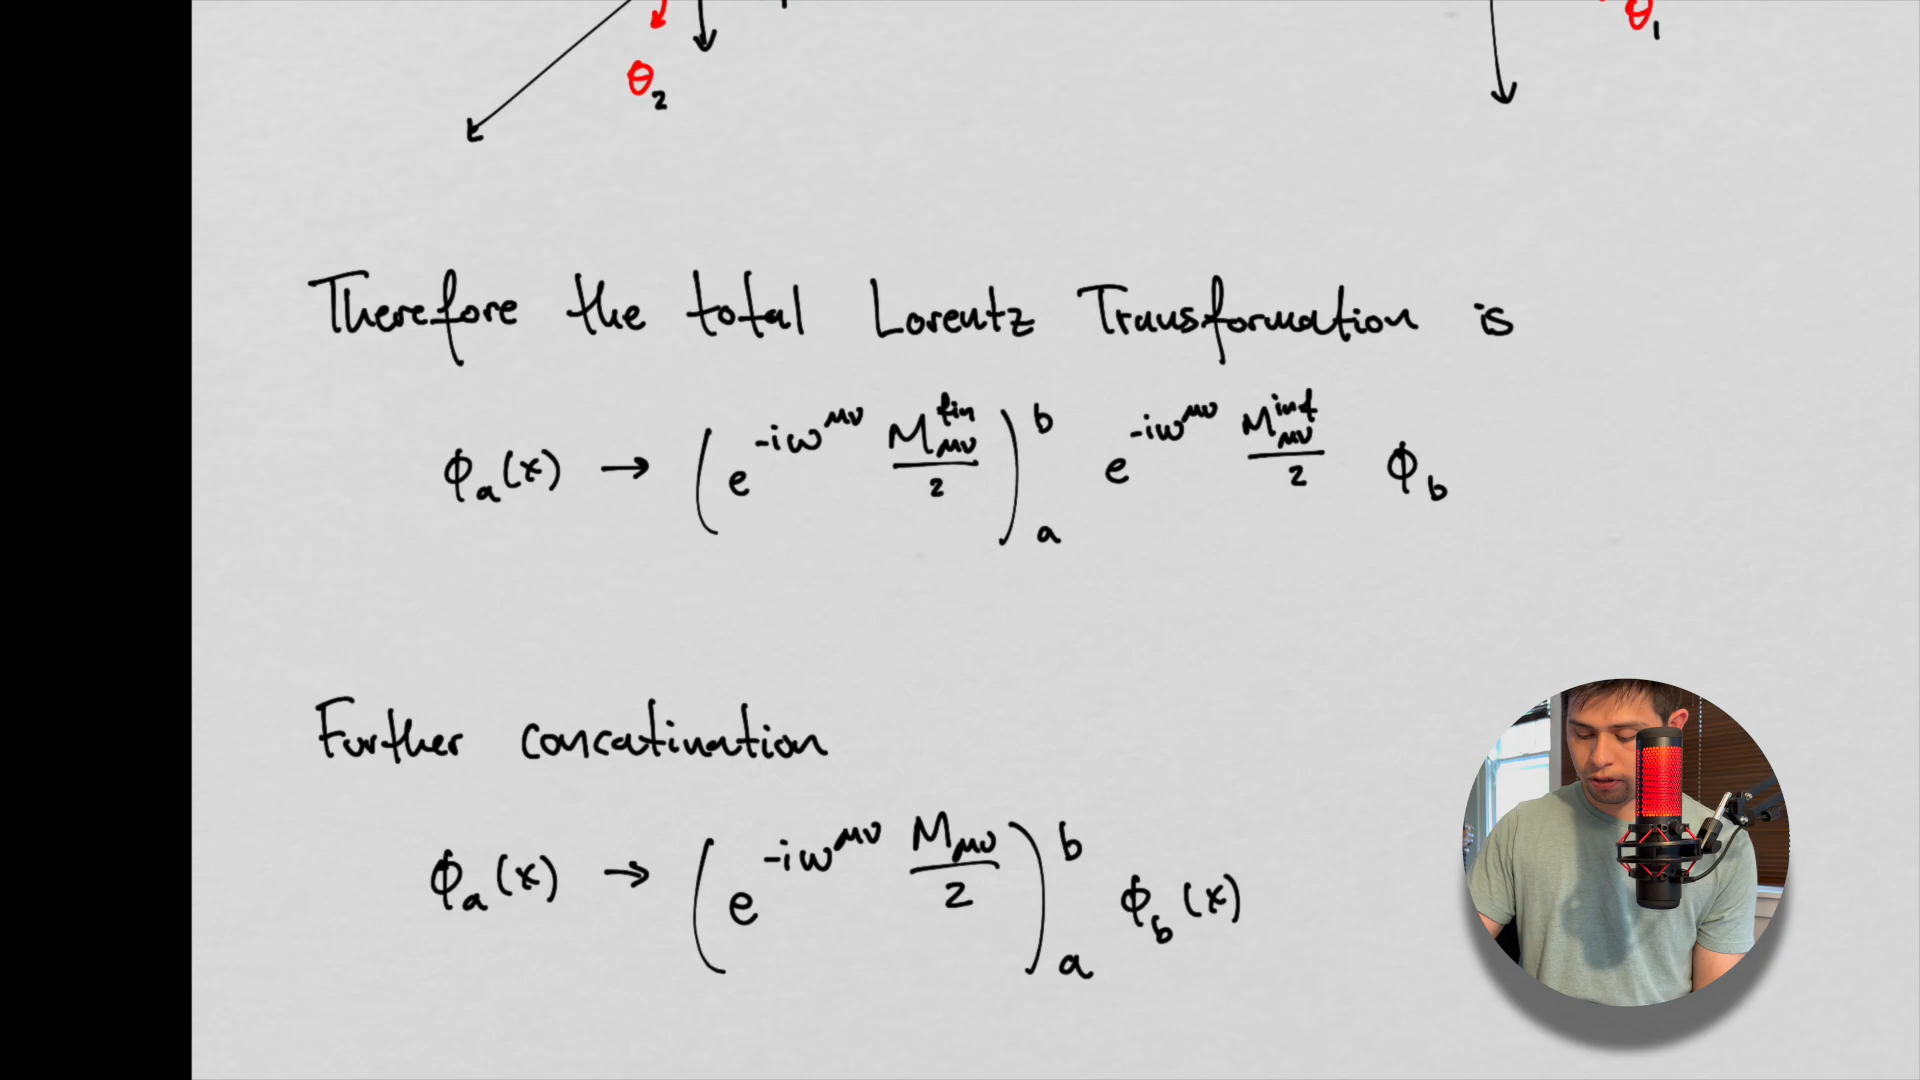 θ₂
θ₁
Therefore the total Lorentz Transformation is
ϕ_a(x) → (e^{-iω^{μν} M^{fin}_{μν}/2})_a^b e^{-iω^{μν} M^{inf}_{μν}/2} ϕ_b
Further concatination
ϕ_a(x) → (e^{-iω^{μν} M_{μν}/2})_a^b ϕ_b(x)